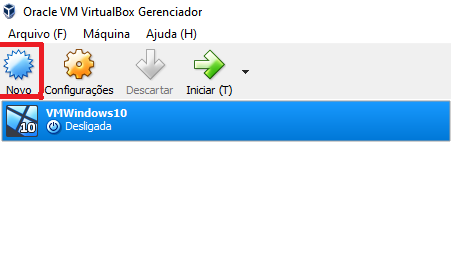 Oracle VM VirtualBox Gerenciador
Arquivo (F) Máquina Ajuda (H)
Novo Configurações Descartar Iniciar (T)
VMWindows10
10 Desligada